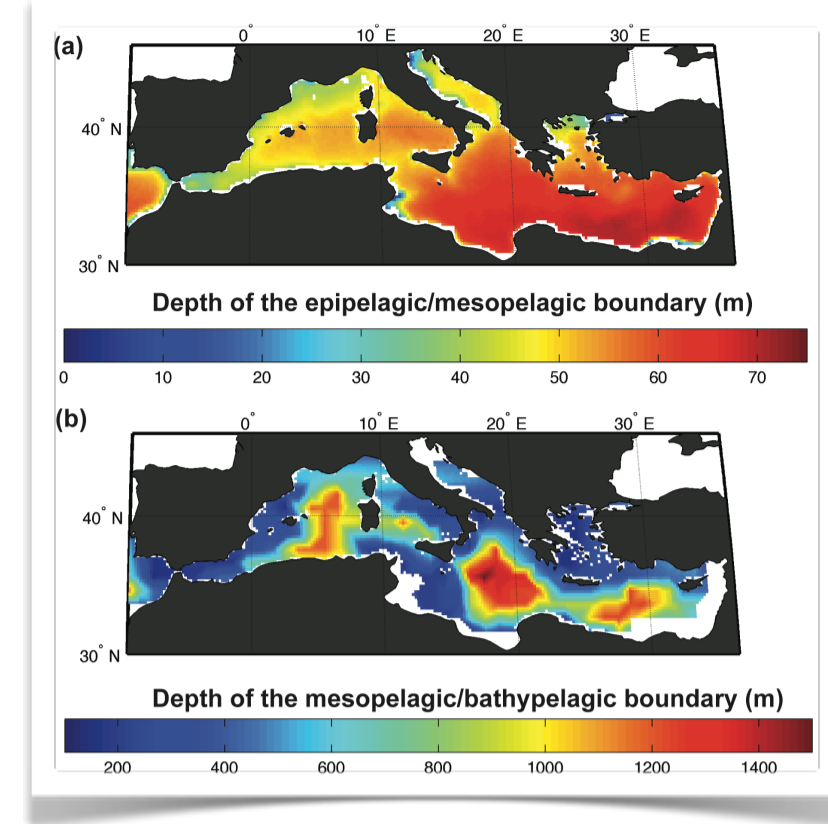 (a)
0° 10° E 20° E 30° E
40° N
30° N
Depth of the epipelagic/mesopelagic boundary (m)
0 10 20 30 40 50 60 70
(b)
0° 10° E 20° E 30° E
40° N
30° N
Depth of the mesopelagic/bathypelagic boundary (m)
200 400 600 800 1000 1200 1400